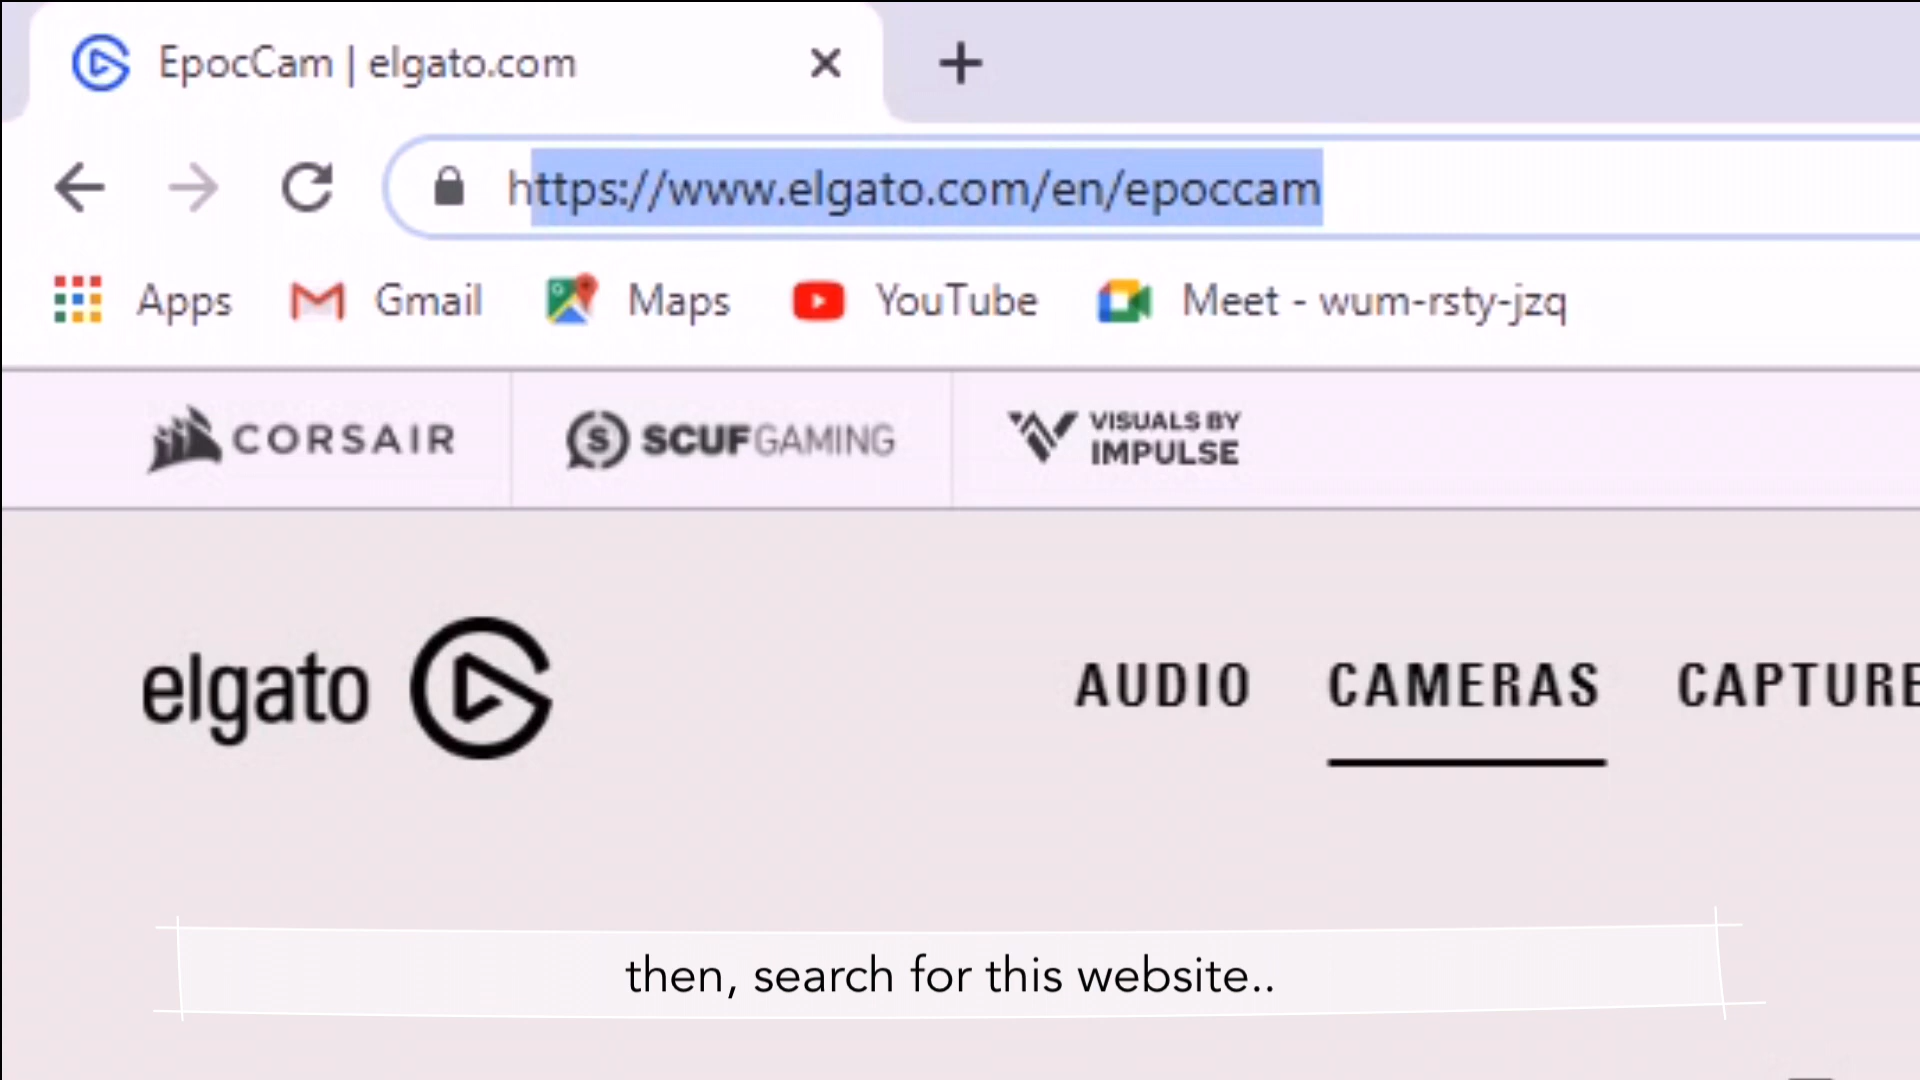 EpocCam | elgato.com
https://www.elgato.com/en/epoccam
Apps Gmail Maps YouTube Meet - wum-rsty-jzq
CORSAIR SCUFGAMING VISUALS BY IMPULSE
elgato AUDIO CAMERAS CAPTURE
then, search for this website..